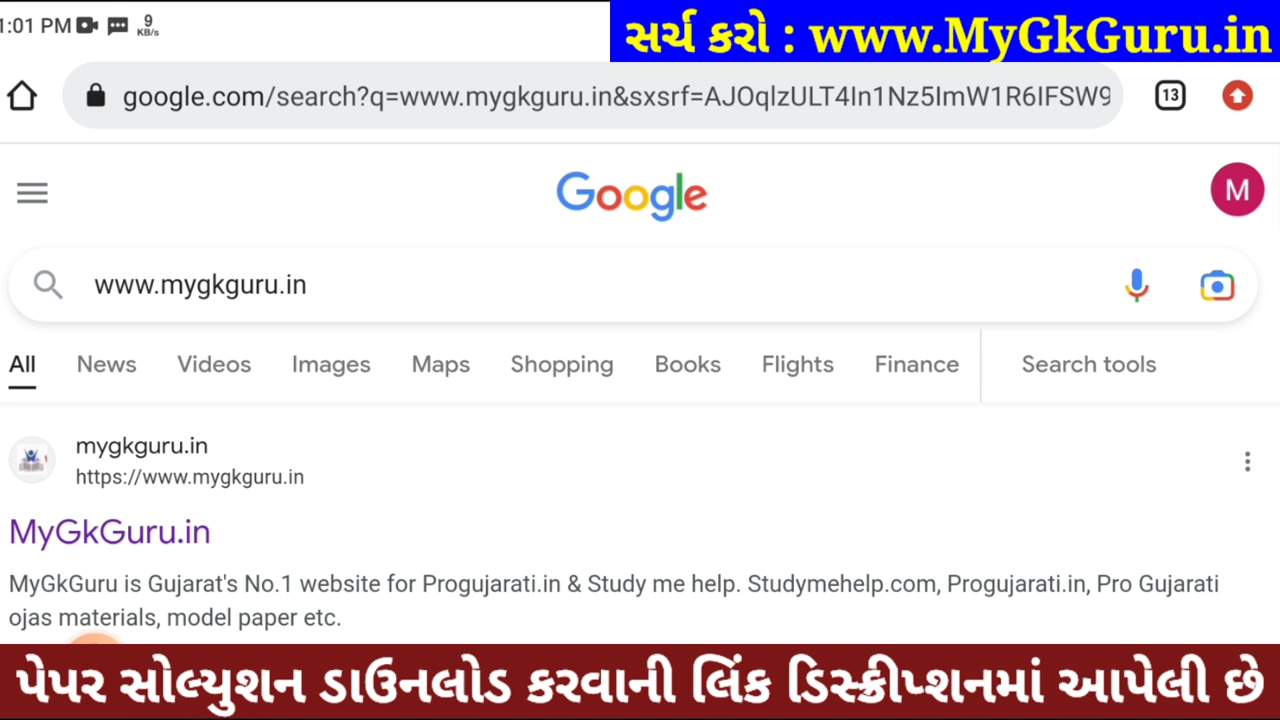 1:01 PM 9 KB/s
સર્ચ કરો : www.MyGkGuru.in
google.com/search?q=www.mygkguru.in&sxsrf=AJOqlzULT4In1Nz5ImW1R6IFSW9
13
Google
M
www.mygkguru.in
All News Videos Images Maps Shopping Books Flights Finance Search tools
mygkguru.in
https://www.mygkguru.in
MyGkGuru.in
MyGkGuru is Gujarat's No.1 website for Progujarati.in & Study me help. Studymehelp.com, Progujarati.in, Pro Gujarati
ojas materials, model paper etc.
પેપર સોલ્યુશન ડાઉનલોડ કરવાની લિંક ડિસ્ક્રીપ્શનમાં આપેલી છે